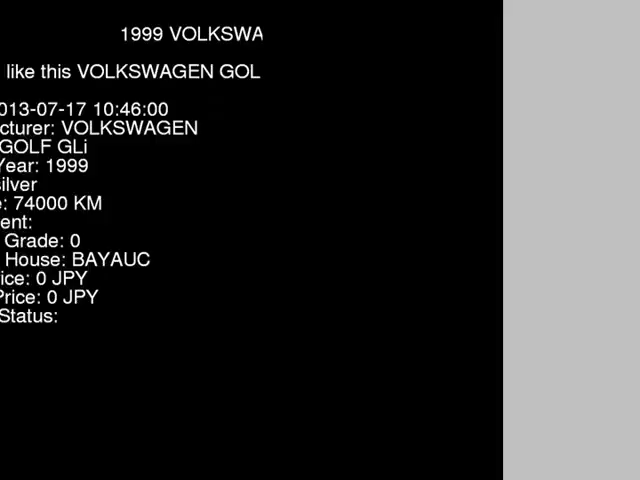 1999 VOLKSWA
like this VOLKSWAGEN GOL
013-07-17 10:46:00
cturer: VOLKSWAGEN
GOLF GLi
Year: 1999
silver
e: 74000 KM
ent:
Grade: 0
House: BAYAUC
ice: 0 JPY
Price: 0 JPY
Status: